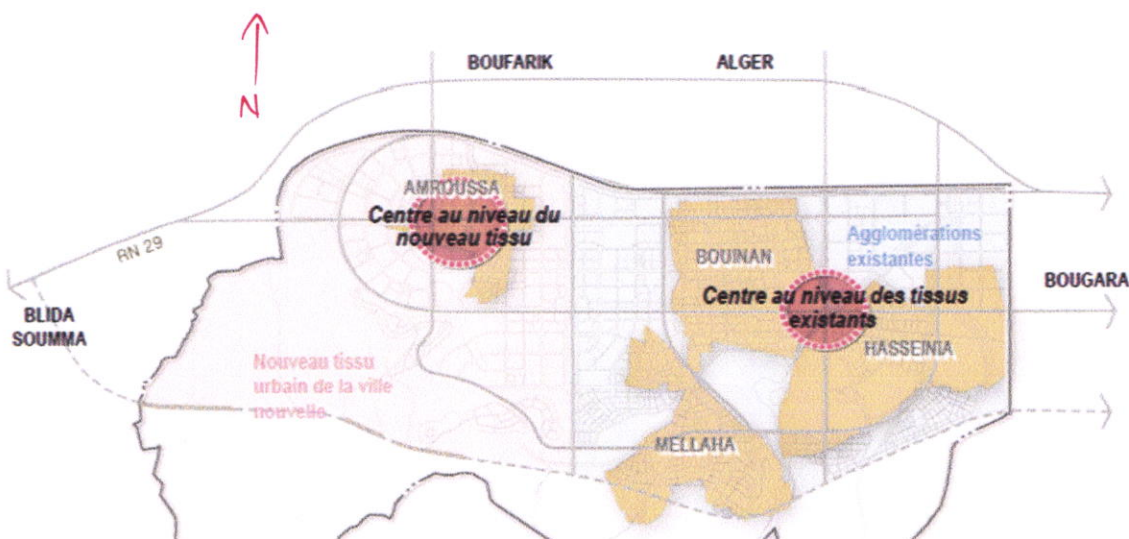 N
BOUFARIK
ALGER
AMROUSSA
Centre au niveau du
nouveau tissu
RN 29
BLIDA
SOUMMA
BOUINAN
Agglomérations
existantes
Centre au niveau des tissus
existants
BOUGARA
HASSEINIA
Nouveau tissu
urbain de la ville
nouvelle
MELLAHA